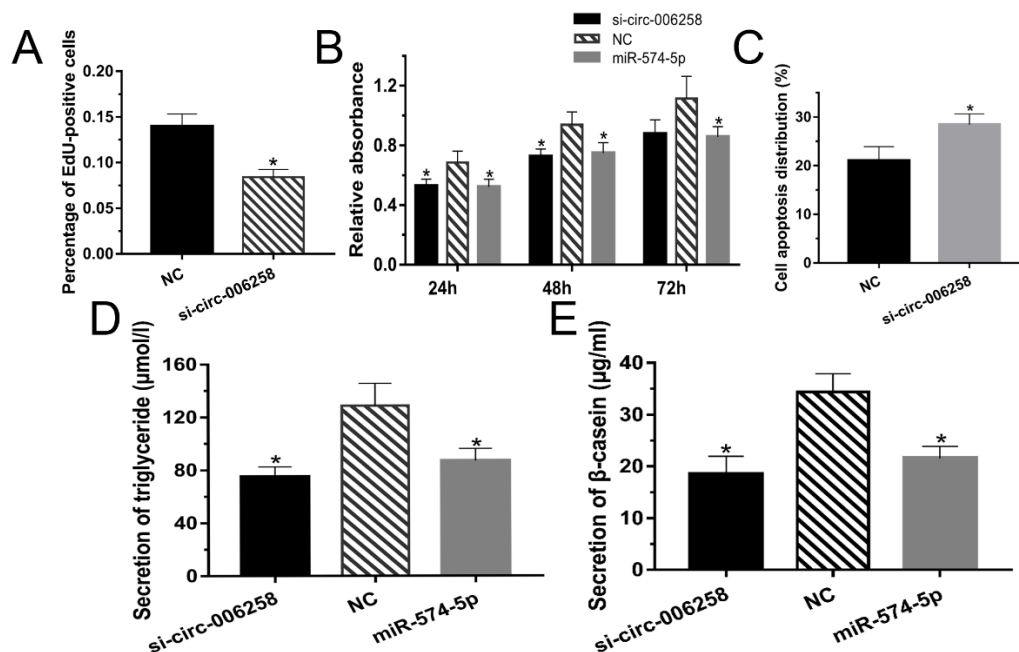 A
Percentage of EdU-positive cells
0.20
0.15
0.10
0.05
0.00
*
NC
si-circ-006258
B
si-circ-006258
NC
miR-574-5p
Relative absorbance
1.2
0.8
0.4
0.0
* *
* *
*
24h 48h 72h
C
Cell apoptosis distribution (%)
30
20
10
0
*
NC
si-circ-006258
D
Secretion of triglyceride (μmol/l)
160
120
80
40
0
* *
si-circ-006258
NC
miR-574-5p
E
Secretion of β-casein (μg/ml)
40
30
20
10
0
* *
si-circ-006258
NC
miR-574-5p